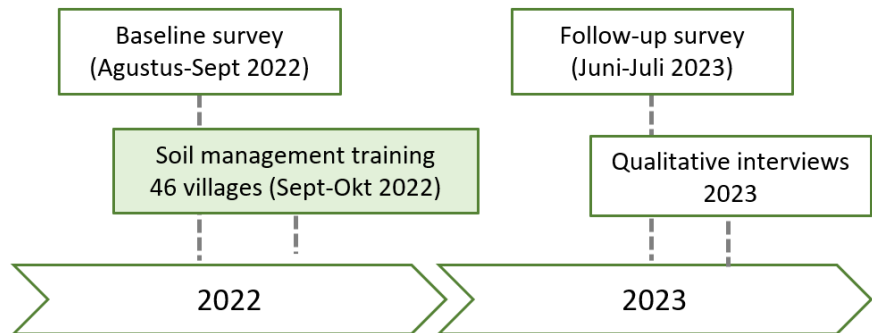 Baseline survey
(Agustus-Sept 2022)
Follow-up survey
(Juni-Juli 2023)
Soil management training
46 villages (Sept-Okt 2022)
Qualitative interviews
2023
2022
2023